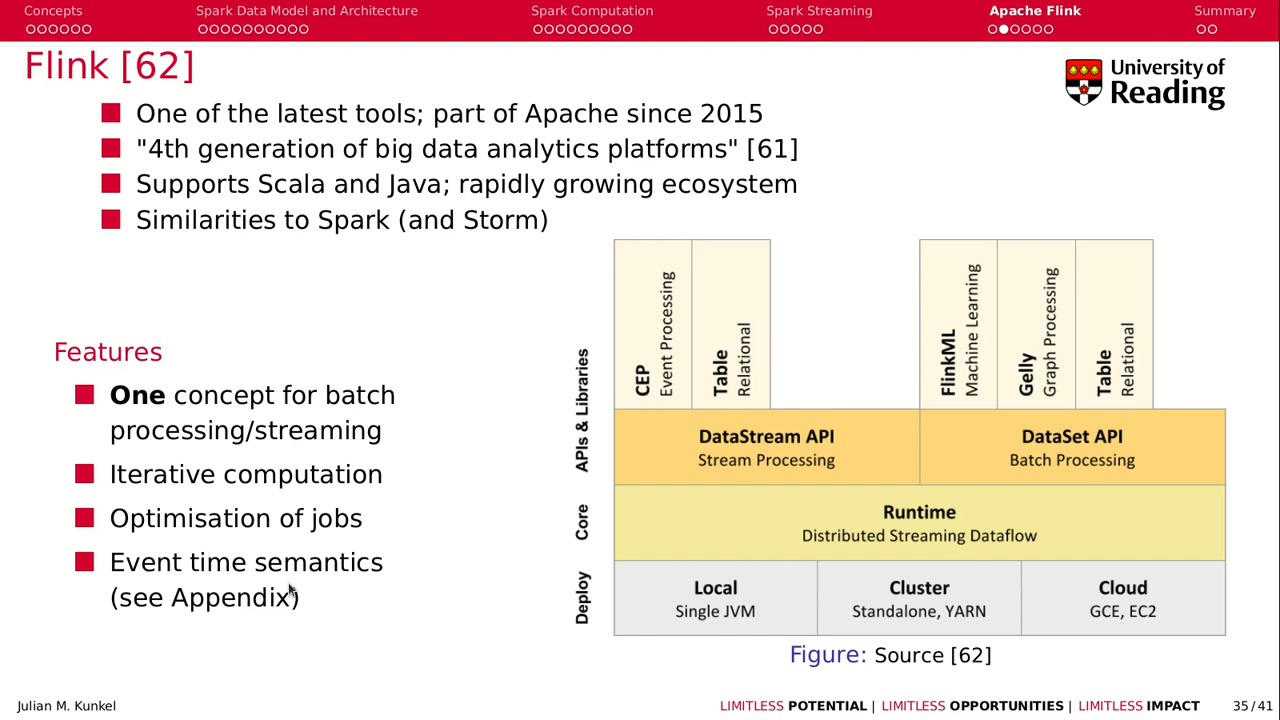 Concepts
Spark Data Model and Architecture
Spark Computation
Spark Streaming
Apache Flink
Summary
Flink [62]
University of
Reading
One of the latest tools; part of Apache since 2015
"4th generation of big data analytics platforms" [61]
Supports Scala and Java; rapidly growing ecosystem
Similarities to Spark (and Storm)
Features
One concept for batch
processing/streaming
Iterative computation
Optimisation of jobs
Event time semantics
(see Appendix)
APIs & Libraries
CEP
Event Processing
Table
Relational
FlinkML
Machine Learning
Gelly
Graph Processing
Table
Relational
DataStream API
Stream Processing
DataSet API
Batch Processing
Core
Runtime
Distributed Streaming Dataflow
Deploy
Local
Single JVM
Cluster
Standalone, YARN
Cloud
GCE, EC2
Figure: Source [62]
Julian M. Kunkel
LIMITLESS POTENTIAL | LIMITLESS OPPORTUNITIES | LIMITLESS IMPACT
35/41